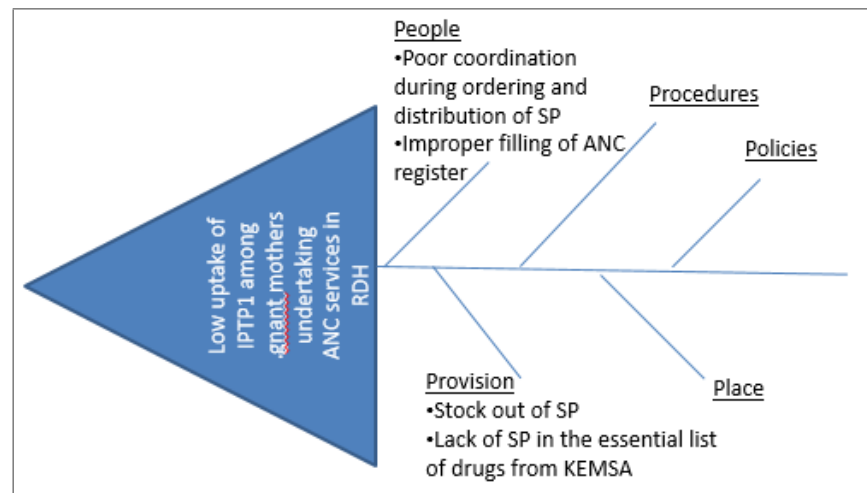 People
•Poor coordination
during ordering and
distribution of SP
•Improper filling of ANC
register
Procedures
Policies
Low uptake of
IPTP1 among
gnant mothers
undertaking
ANC services in
RDH
Provision
•Stock out of SP
•Lack of SP in the essential list
of drugs from KEMSA
Place